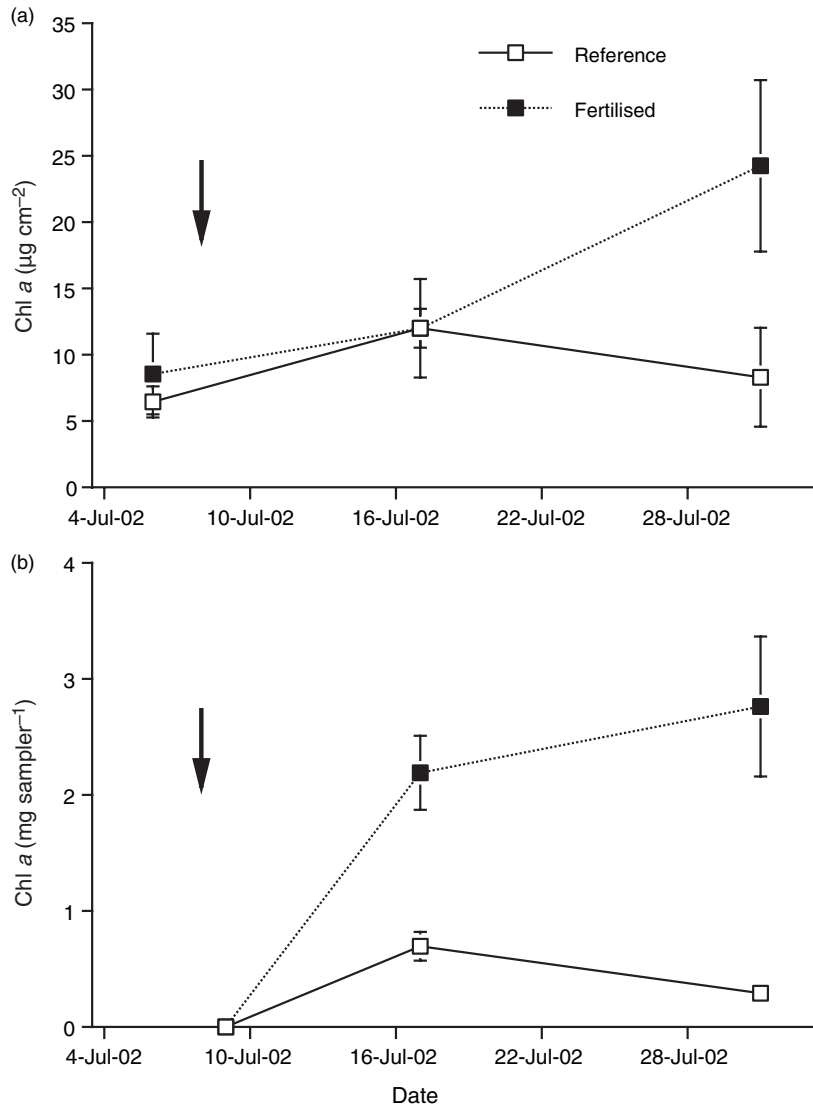 (a)
35
30
25
20
15
10
5
0
Chl a (µg cm−2)
Reference
Fertilised
4-Jul-02 10-Jul-02 16-Jul-02 22-Jul-02 28-Jul-02
(b)
4
3
2
1
0
Chl a (mg sampler−1)
4-Jul-02 10-Jul-02 16-Jul-02 22-Jul-02 28-Jul-02
Date